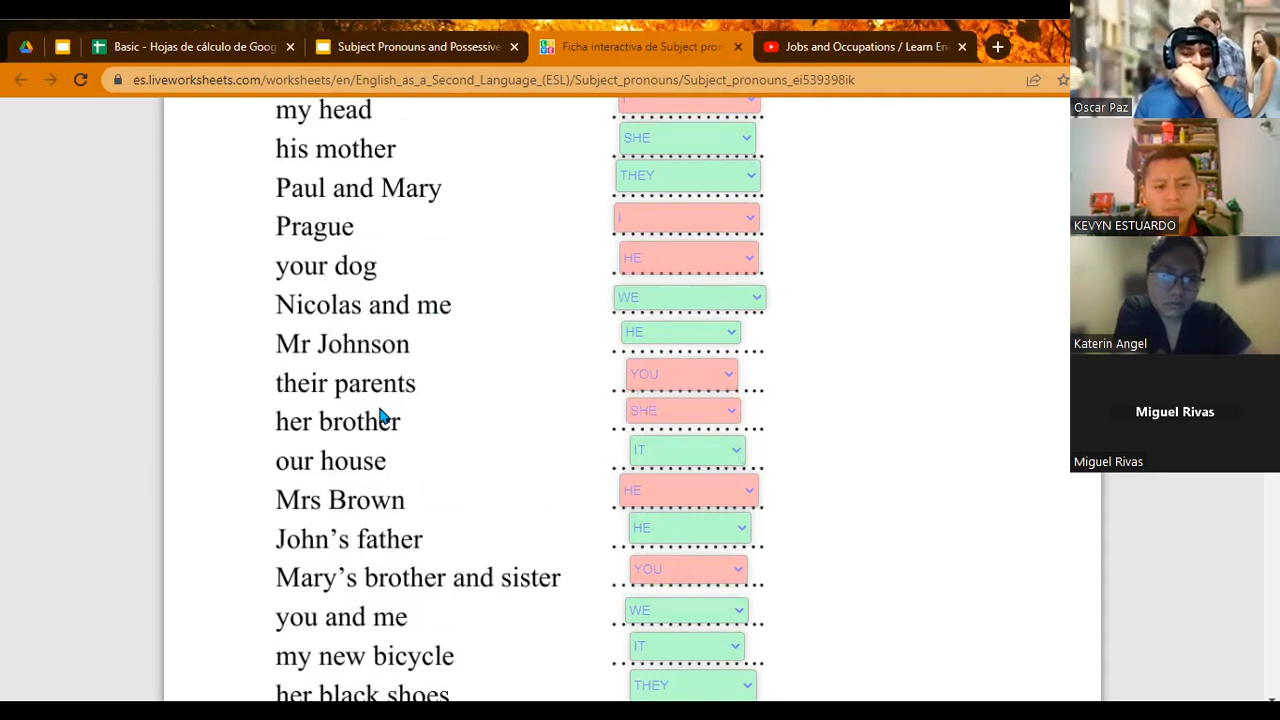 Basic - Hojas de cálculo de Goog
Subject Pronouns and Possessive
Ficha interactiva de Subject pron
Jobs and Occupations / Learn En
es.liveworksheets.com/worksheets/en/English_as_a_Second_Language_(ESL)/Subject_pronouns/Subject_pronouns_ei539398ik
my head I
his mother SHE
Paul and Mary THEY
Prague I
your dog HE
Nicolas and me WE
Mr Johnson HE
their parents YOU
her brother SHE
our house IT
Mrs Brown HE
John's father HE
Mary's brother and sister YOU
you and me WE
my new bicycle IT
her black shoes THEY
Oscar Paz
KEVYN ESTUARDO
Katerin Angel
Miguel Rivas
Miguel Rivas